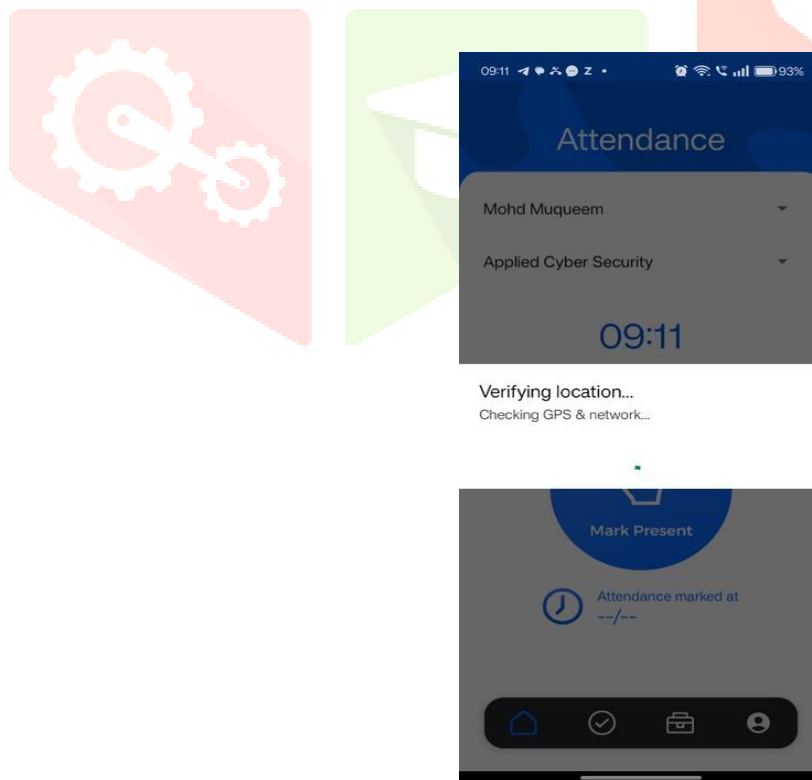 09:11 Z 93%
Attendance
Mohd Muqueem
Applied Cyber Security
09:11
Verifying location...
Checking GPS & network...
Mark Present
Attendance marked at
--/--